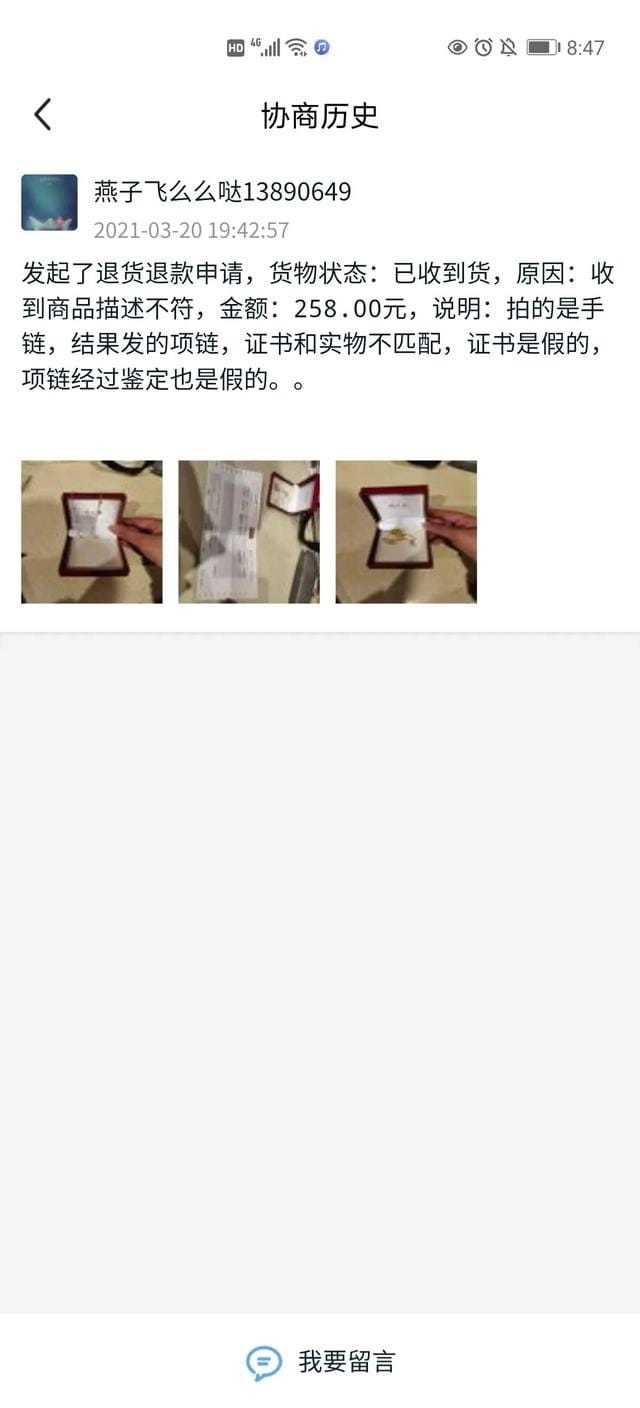 HD 4G 8:47
协商历史
燕子飞么么哒13890649
2021-03-20 19:42:57
发起了退货退款申请，货物状态：已收到货，原因：收
到商品描述不符，金额：258.00元，说明：拍的是手
链，结果发的项链，证书和实物不匹配，证书是假的，
项链经过鉴定也是假的。。
我要留言